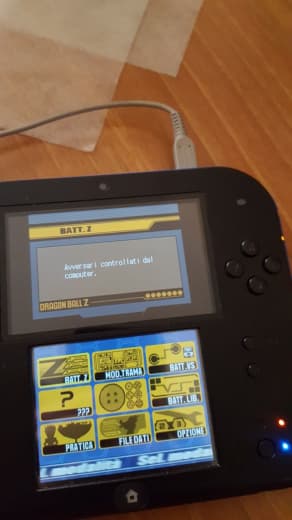 BATT. Z
Avversari controllati dal
computer.
DRAGON BALL Z
BATT. Z
MOD.TRAMA
BATT.VS
???
BATT.LIB.
PRATICA
FILE DATI
OPZIONE